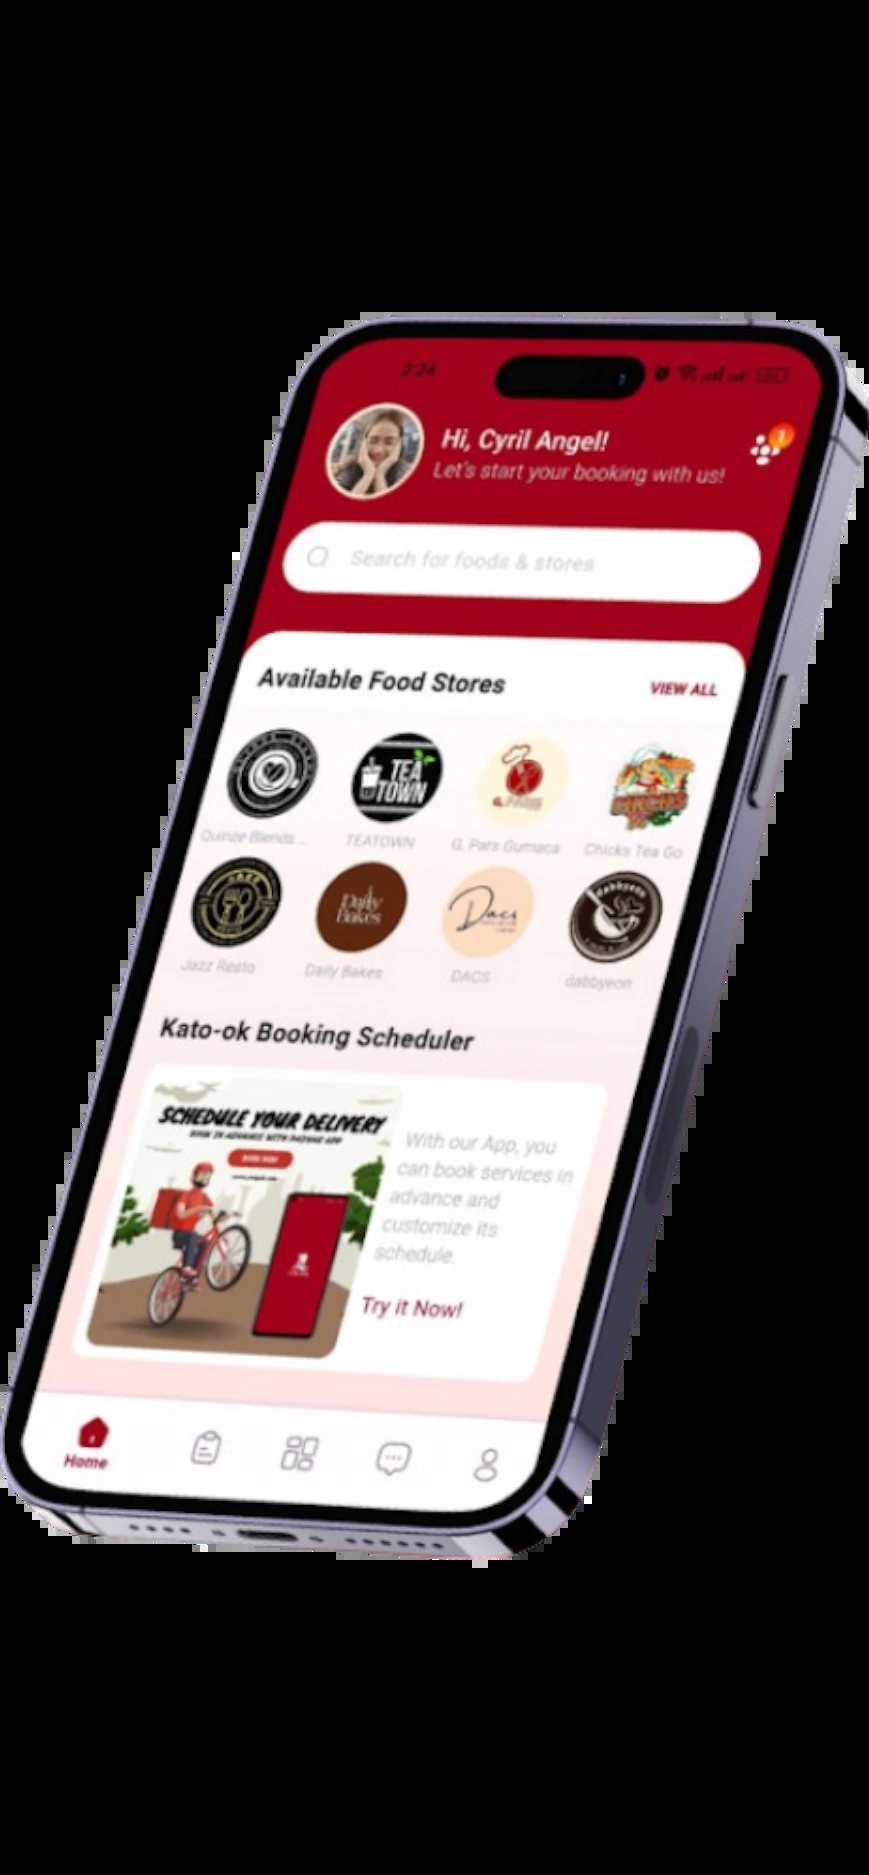 2:24
Hi, Cyril Angel!
1
Let's start your booking with us!
Search for foods & stores
Available Food Stores
VIEW ALL
TEA
TOWN
Quinze Blends ...
TEATOWN
G. Pars Gumaca
Chicks Tea Go
JAZZ
Daily
Bakes
Dacs
dabbyeon
Jazz Resto
Daily Bakes
DACS
dabbyeon
Kato-ok Booking Scheduler
SCHEDULE YOUR DELIVERY
BOOK IN ADVANCE WITH PADYAK APP
BOOK NOW
With our App, you
can book services in
advance and
customize its
schedule.
Try it Now!
Home